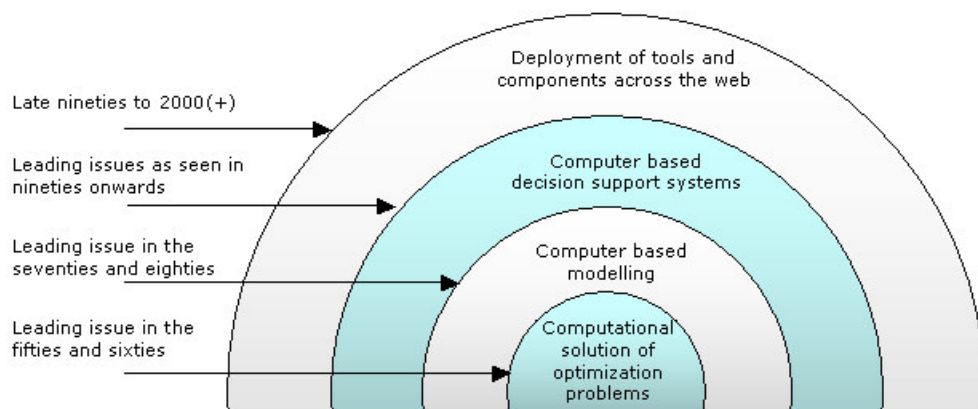 Deployment of tools and
components across the web
Late nineties to 2000(+)
Leading issues as seen in
nineties onwards
Computer based
decision support systems
Leading issue in the
seventies and eighties
Computer based
modelling
Leading issue in the
fifties and sixties
Computational
solution of
optimization
problems